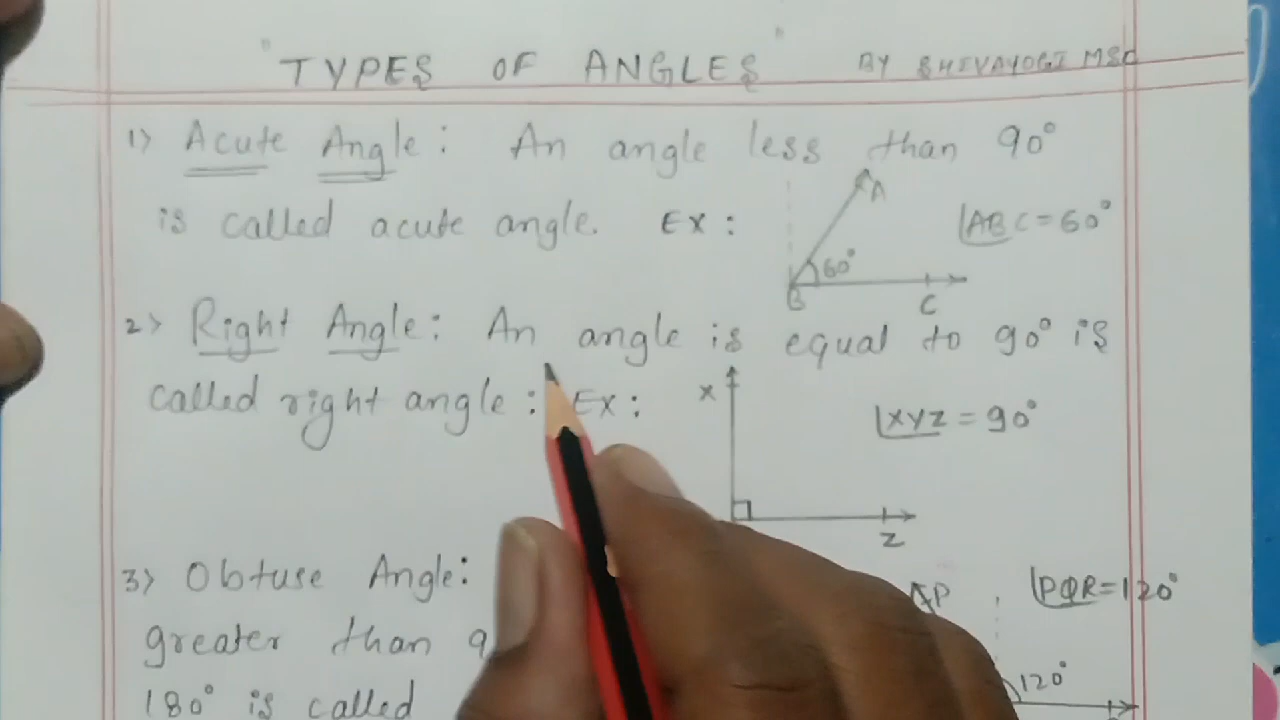 "TYPES OF ANGLES" BY SHIVAYOGI MSC
1) Acute Angle: An angle less than 90°
is called acute angle. Ex:
A
60°
B
C
∠ABC = 60°
2) Right Angle: An angle is equal to 90° is
called right angle: Ex:
X
Z
∠XYZ = 90°
3) Obtuse Angle:
greater than
180° is called
P
120°
∠PQR = 120°